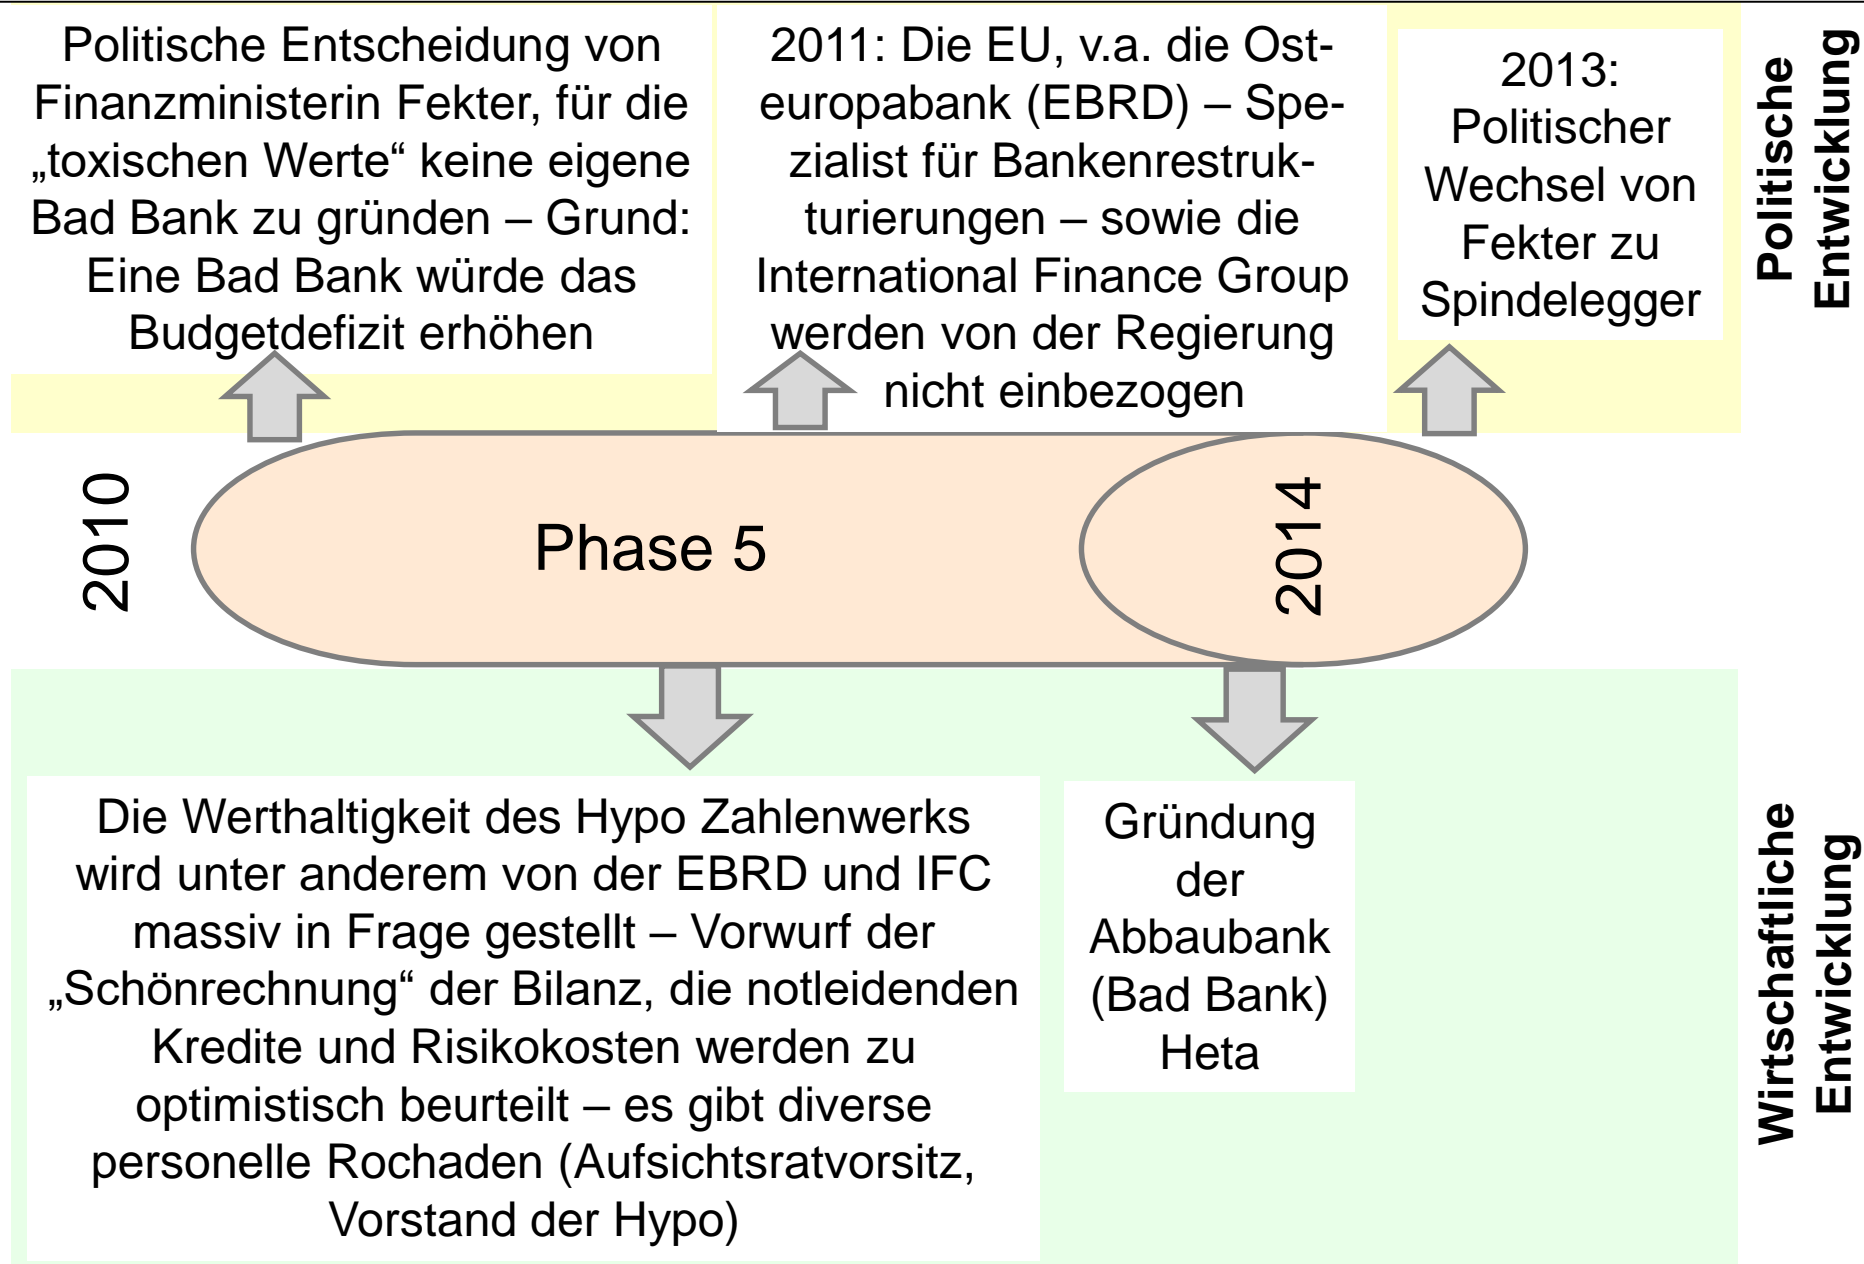 Politische Entscheidung von
Finanzministerin Fekter, für die
„toxischen Werte“ keine eigene
Bad Bank zu gründen – Grund:
Eine Bad Bank würde das
Budgetdefizit erhöhen
2011: Die EU, v.a. die Ost-
europabank (EBRD) – Spe-
zialist für Bankenrestruk-
turierungen – sowie die
International Finance Group
werden von der Regierung
nicht einbezogen
2013:
Politischer
Wechsel von
Fekter zu
Spindelegger
Politische
Entwicklung
2010
Phase 5
2014
Die Werthaltigkeit des Hypo Zahlenwerks
wird unter anderem von der EBRD und IFC
massiv in Frage gestellt – Vorwurf der
„Schönrechnung“ der Bilanz, die notleidenden
Kredite und Risikokosten werden zu
optimistisch beurteilt – es gibt diverse
personelle Rochaden (Aufsichtsratvorsitz,
Vorstand der Hypo)
Gründung
der
Abbaubank
(Bad Bank)
Heta
Wirtschaftliche
Entwicklung